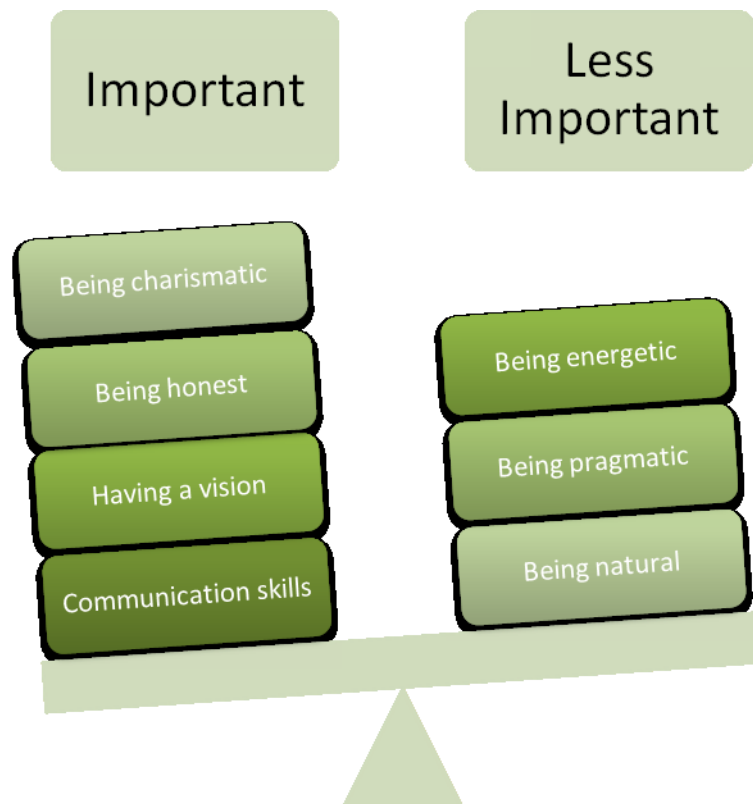 Important
Less
Important
Being charismatic
Being honest
Having a vision
Communication skills
Being energetic
Being pragmatic
Being natural